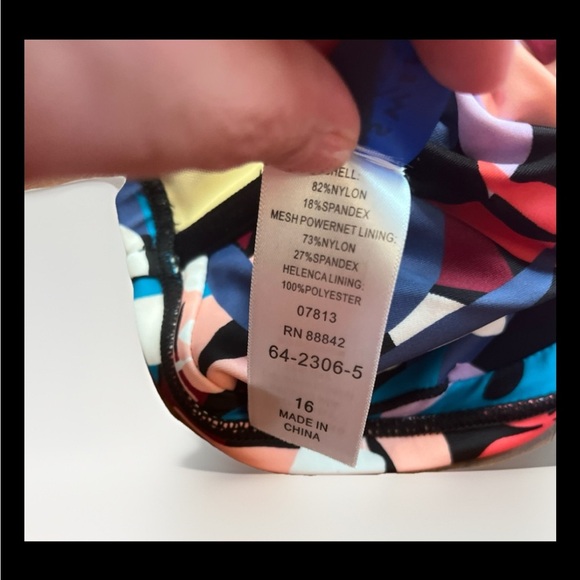 SHELL:
82%NYLON
18%SPANDEX
MESH POWERNET LINING:
73%NYLON
27%SPANDEX
HELENCA LINING:
100%POLYESTER
07813
RN 88842
64-2306-5
16
MADE IN
CHINA